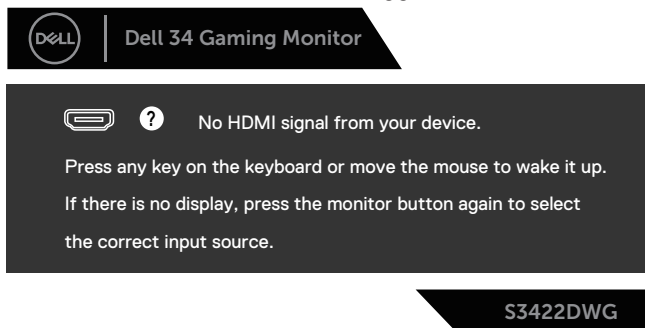 DELL
Dell 34 Gaming Monitor
? No HDMI signal from your device.
Press any key on the keyboard or move the mouse to wake it up.
If there is no display, press the monitor button again to select
the correct input source.
S3422DWG